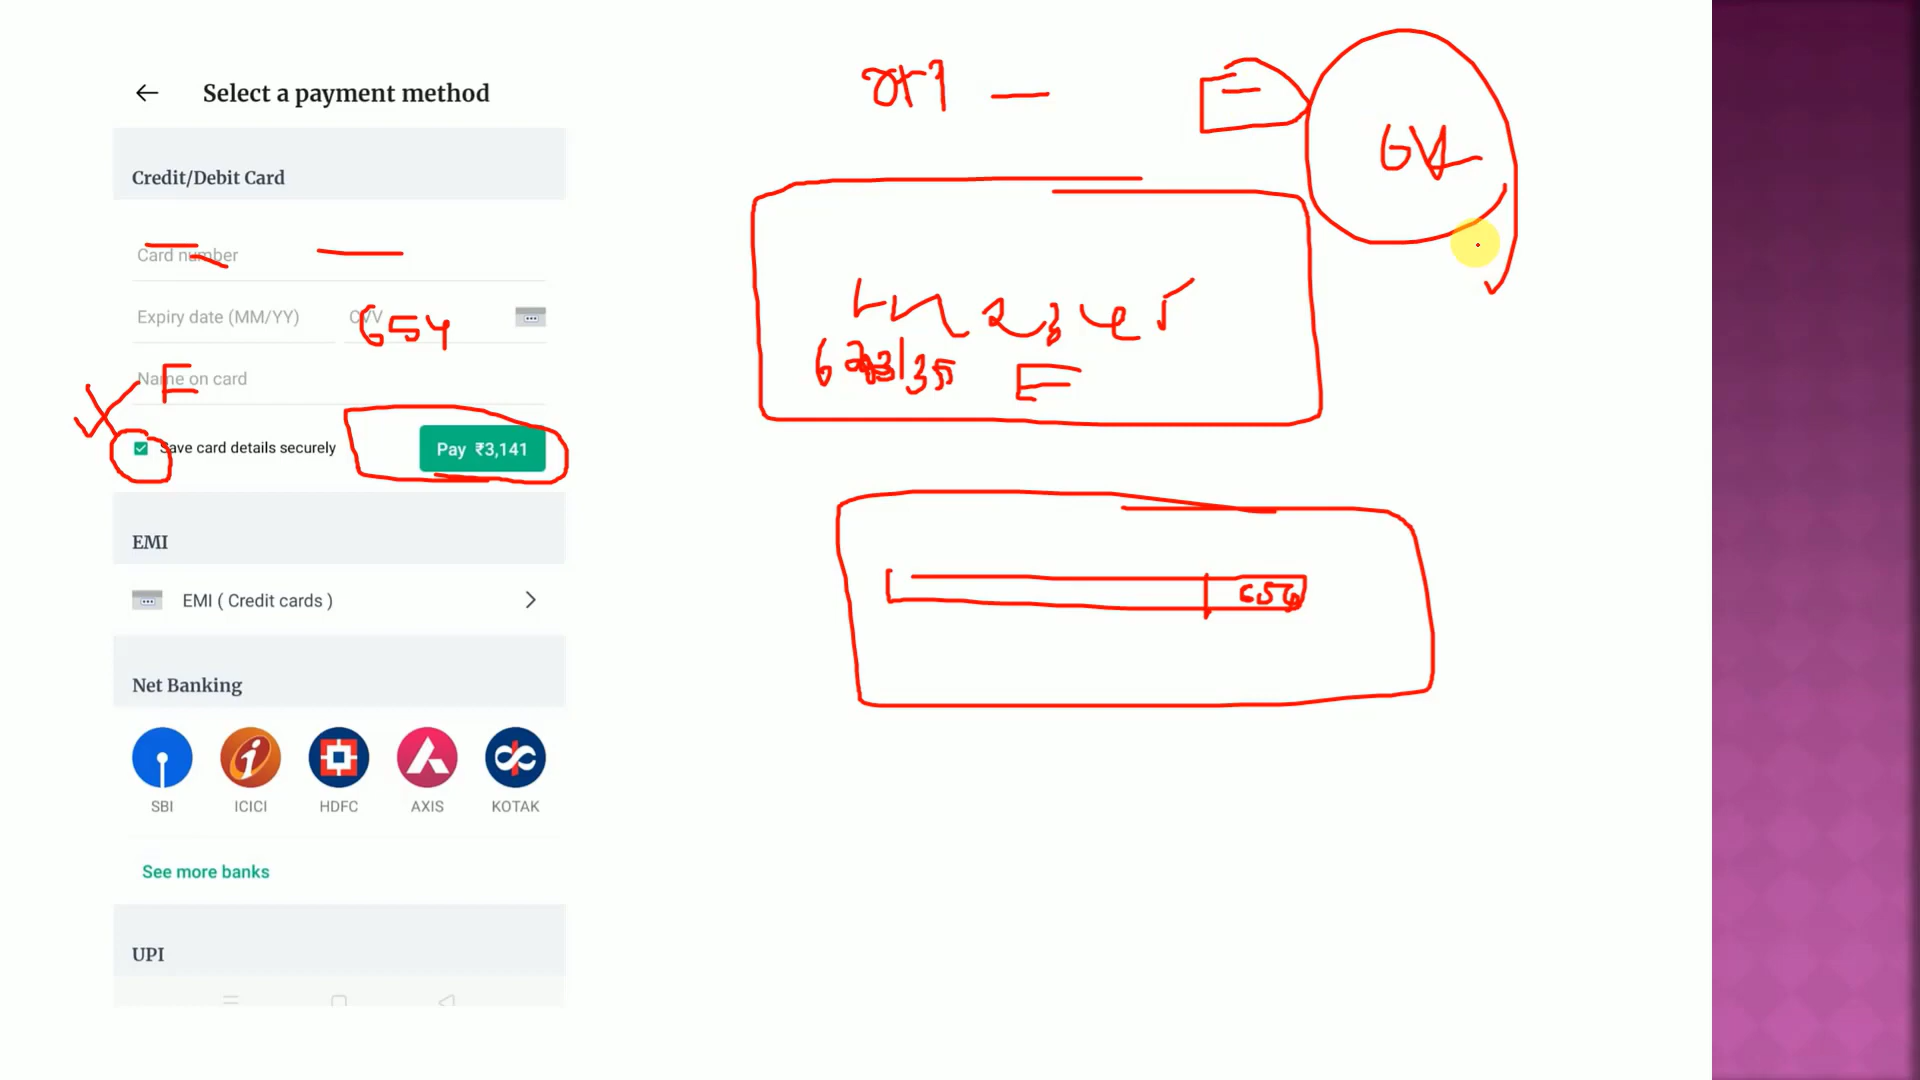 Select a payment method
Credit/Debit Card
Card number
Expiry date (MM/YY) CVV
654
Name on card
E
Save card details securely
Pay ₹3,141
EMI
EMI ( Credit cards )
Net Banking
SBI ICICI HDFC AXIS KOTAK
See more banks
UPI
E
654